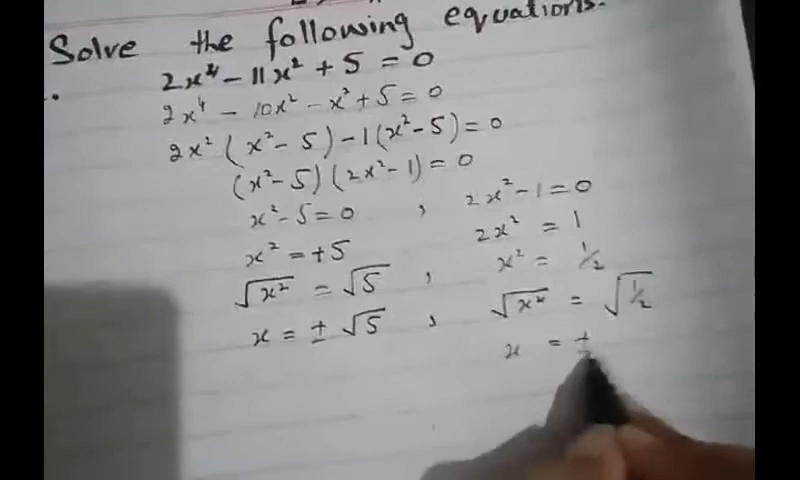 Solve the following equations.
2x⁴ - 11x² + 5 = 0
2x⁴ - 10x² - x² + 5 = 0
2x² (x² - 5) - 1(x² - 5) = 0
(x² - 5) (2x² - 1) = 0
x² - 5 = 0 , 2x² - 1 = 0
x² = +5 2x² = 1
√x² = √5 , x² = 1/2
x = ± √5 , √x² = √1/2
x = ±